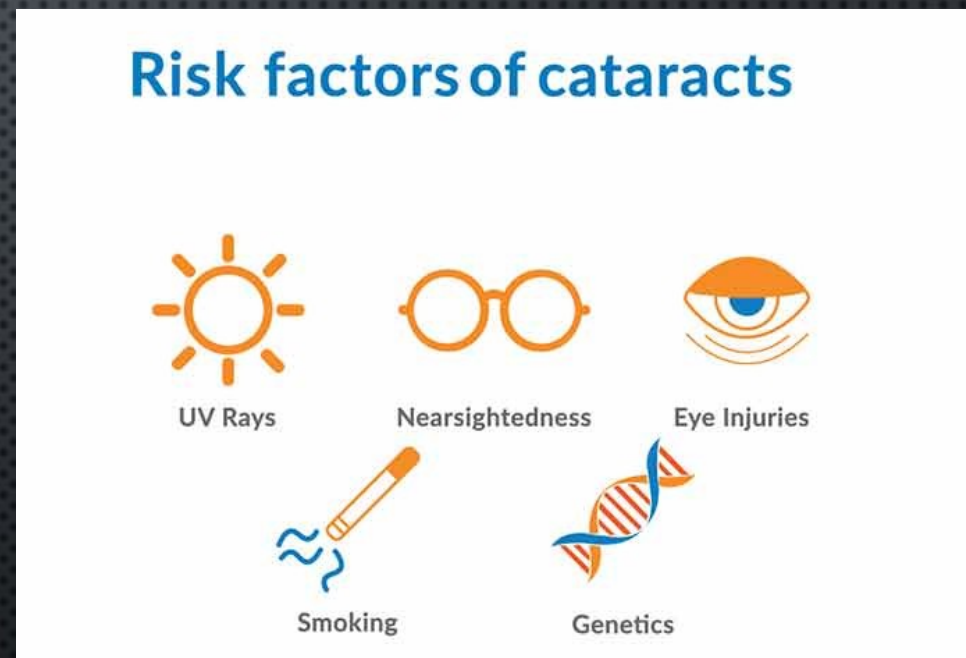 Risk factors of cataracts
UV Rays
Nearsightedness
Eye Injuries
Smoking
Genetics